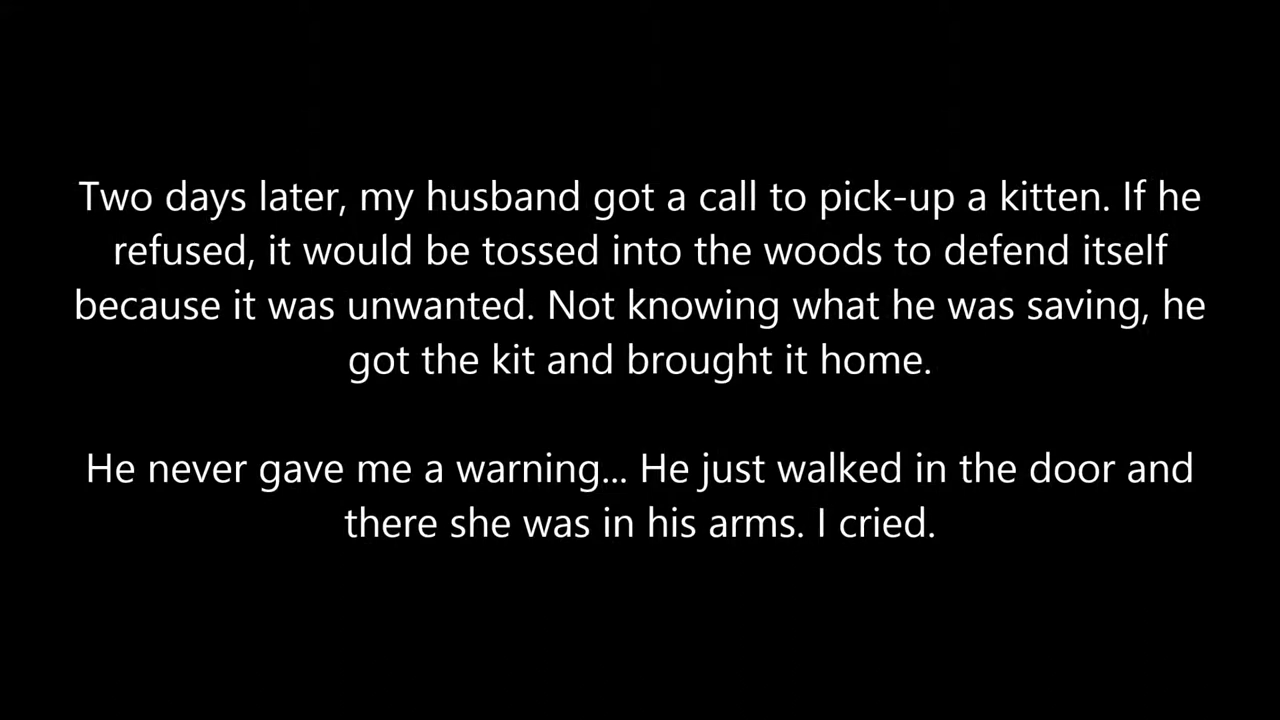 Two days later, my husband got a call to pick-up a kitten. If he
refused, it would be tossed into the woods to defend itself
because it was unwanted. Not knowing what he was saving, he
got the kit and brought it home.
He never gave me a warning... He just walked in the door and
there she was in his arms. I cried.